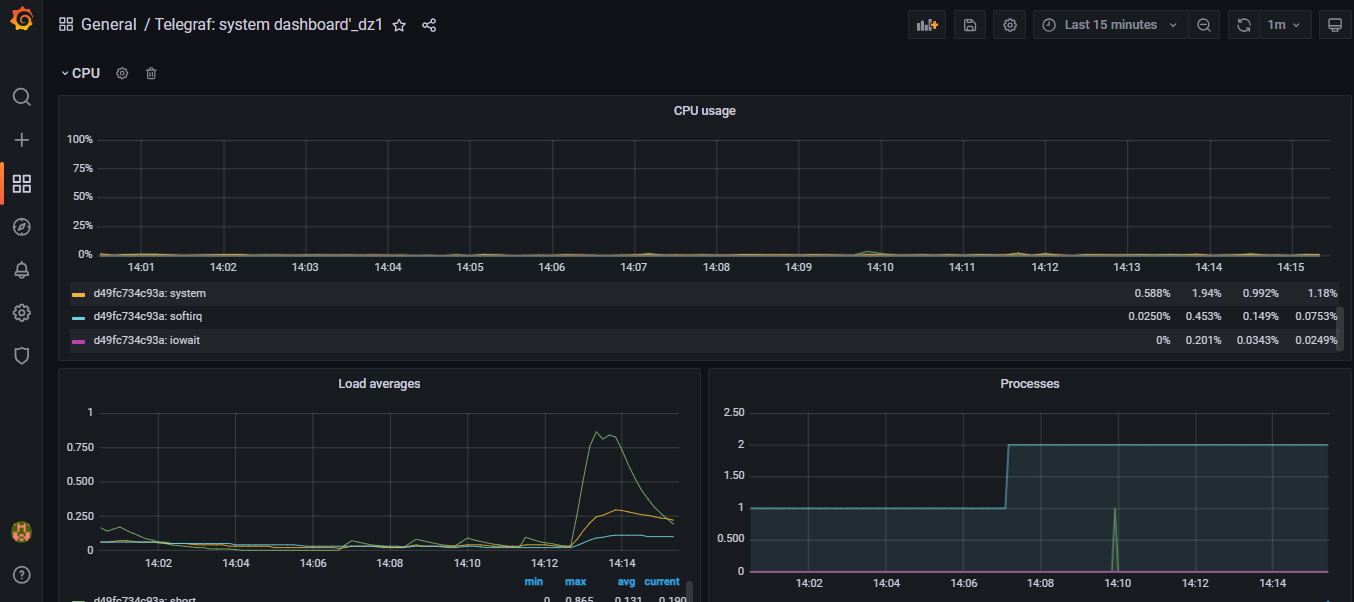 General / Telegraf: system dashboard'_dz1
Last 15 minutes
1m
CPU
CPU usage
100%
75%
50%
25%
0%
14:01 14:02 14:03 14:04 14:05 14:06 14:07 14:08 14:09 14:10 14:11 14:12 14:13 14:14 14:15
d49fc734c93a: system 0.588% 1.94% 0.992% 1.18%
d49fc734c93a: softirq 0.0250% 0.453% 0.149% 0.0753%
d49fc734c93a: iowait 0% 0.201% 0.0343% 0.0249%
Load averages
1
0.750
0.500
0.250
0
14:02 14:04 14:06 14:08 14:10 14:12 14:14
min max avg current
d49fc734c93a: short 0 0.865 0.131 0.190
Processes
2.50
2
1.50
1
0.500
0
14:02 14:04 14:06 14:08 14:10 14:12 14:14